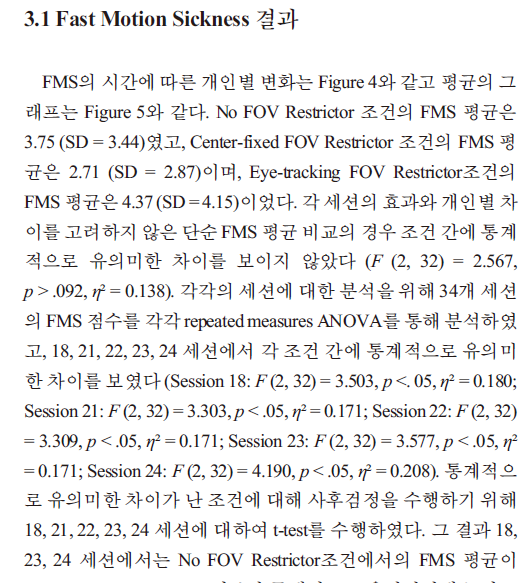 3.1 Fast Motion Sickness 결과
FMS의 시간에 따른 개인별 변화는 Figure 4와 같고 평균의 그
래프는 Figure 5와 같다. No FOV Restrictor 조건의 FMS 평균은
3.75 (SD = 3.44)였고, Center-fixed FOV Restrictor 조건의 FMS 평
균은 2.71 (SD = 2.87)이며, Eye-tracking FOV Restrictor조건의
FMS 평균은 4.37 (SD = 4.15)이었다. 각 세션의 효과와 개인별 차
이를 고려하지 않은 단순 FMS 평균 비교의 경우 조건 간에 통계
적으로 유의미한 차이를 보이지 않았다 (F (2, 32) = 2.567,
p > .092, η² = 0.138). 각각의 세션에 대한 분석을 위해 34개 세션
의 FMS 점수를 각각 repeated measures ANOVA를 통해 분석하였
고, 18, 21, 22, 23, 24 세션에서 각 조건 간에 통계적으로 유의미
한 차이를 보였다 (Session 18: F (2, 32) = 3.503, p <. 05, η² = 0.180;
Session 21: F (2, 32) = 3.303, p < .05, η² = 0.171; Session 22: F (2, 32)
= 3.309, p < .05, η² = 0.171; Session 23: F (2, 32) = 3.577, p < .05, η²
= 0.171; Session 24: F (2, 32) = 4.190, p < .05, η² = 0.208). 통계적으
로 유의미한 차이가 난 조건에 대해 사후검정을 수행하기 위해
18, 21, 22, 23, 24 세션에 대하여 t-test를 수행하였다. 그 결과 18,
23, 24 세션에서는 No FOV Restrictor조건에서의 FMS 평균이